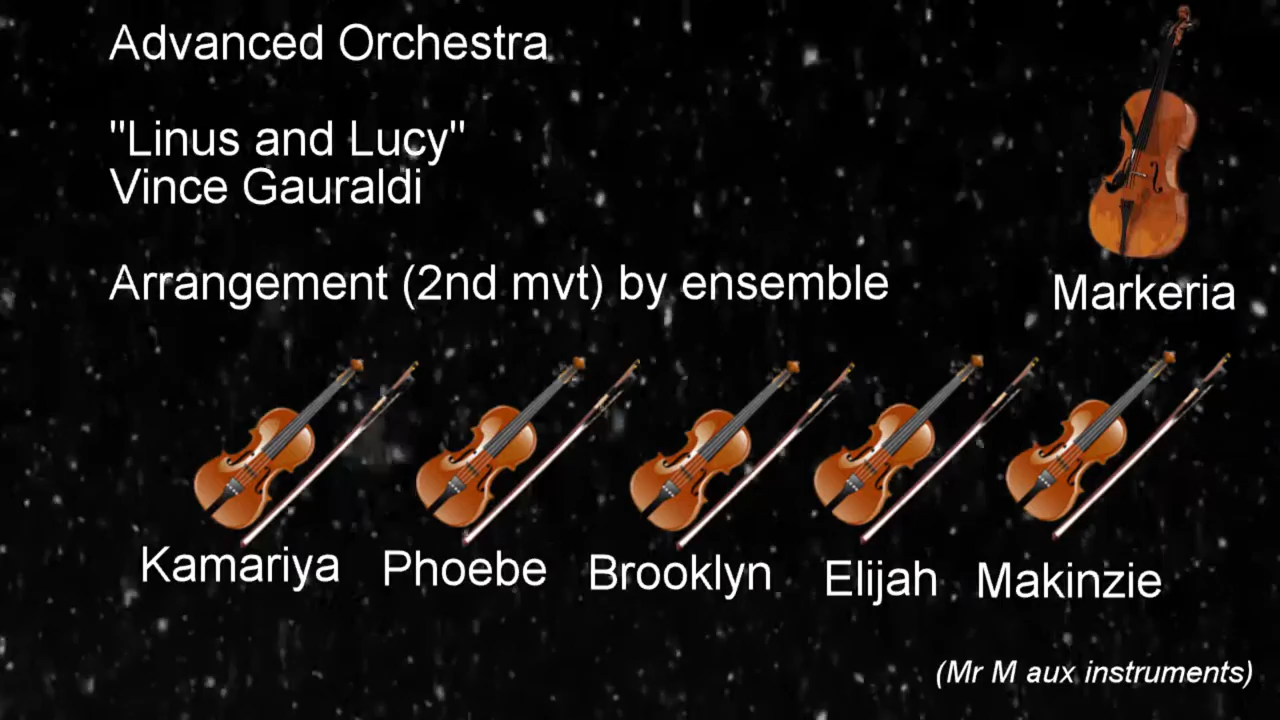 Advanced Orchestra
"Linus and Lucy"
Vince Gauraldi
Arrangement (2nd mvt) by ensemble
Markeria
Kamariya
Phoebe
Brooklyn
Elijah
Makinzie
(Mr M aux instruments)